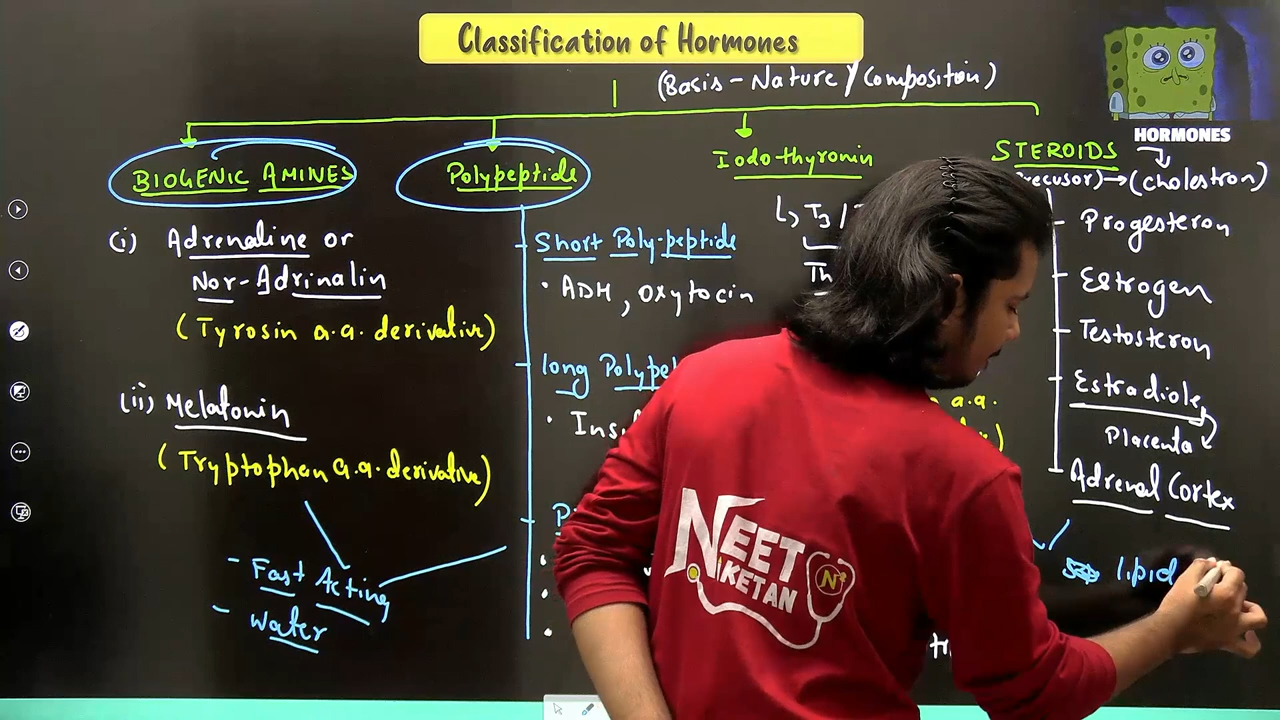 Classification of Hormones
(Basis - Nature / Composition)
HORMONES
BIOGENIC AMINES
(i) Adrenaline or
Nor-Adrinalin
(Tyrosin a.a. derivative)
(ii) Melatonin
(Tryptophan a.a. derivative)
- Fast Acting
- Water
Polypeptide
Short Poly-peptide
• ADH, Oxytocin
long
Iodo-thyronin
a.a.
STEROIDS
→ (Cholestron)
Progesteron
Estrogen
Testosteron
Estradiole
Placenta
Adrenal Cortex
lipid
NEET
NIKETAN
N